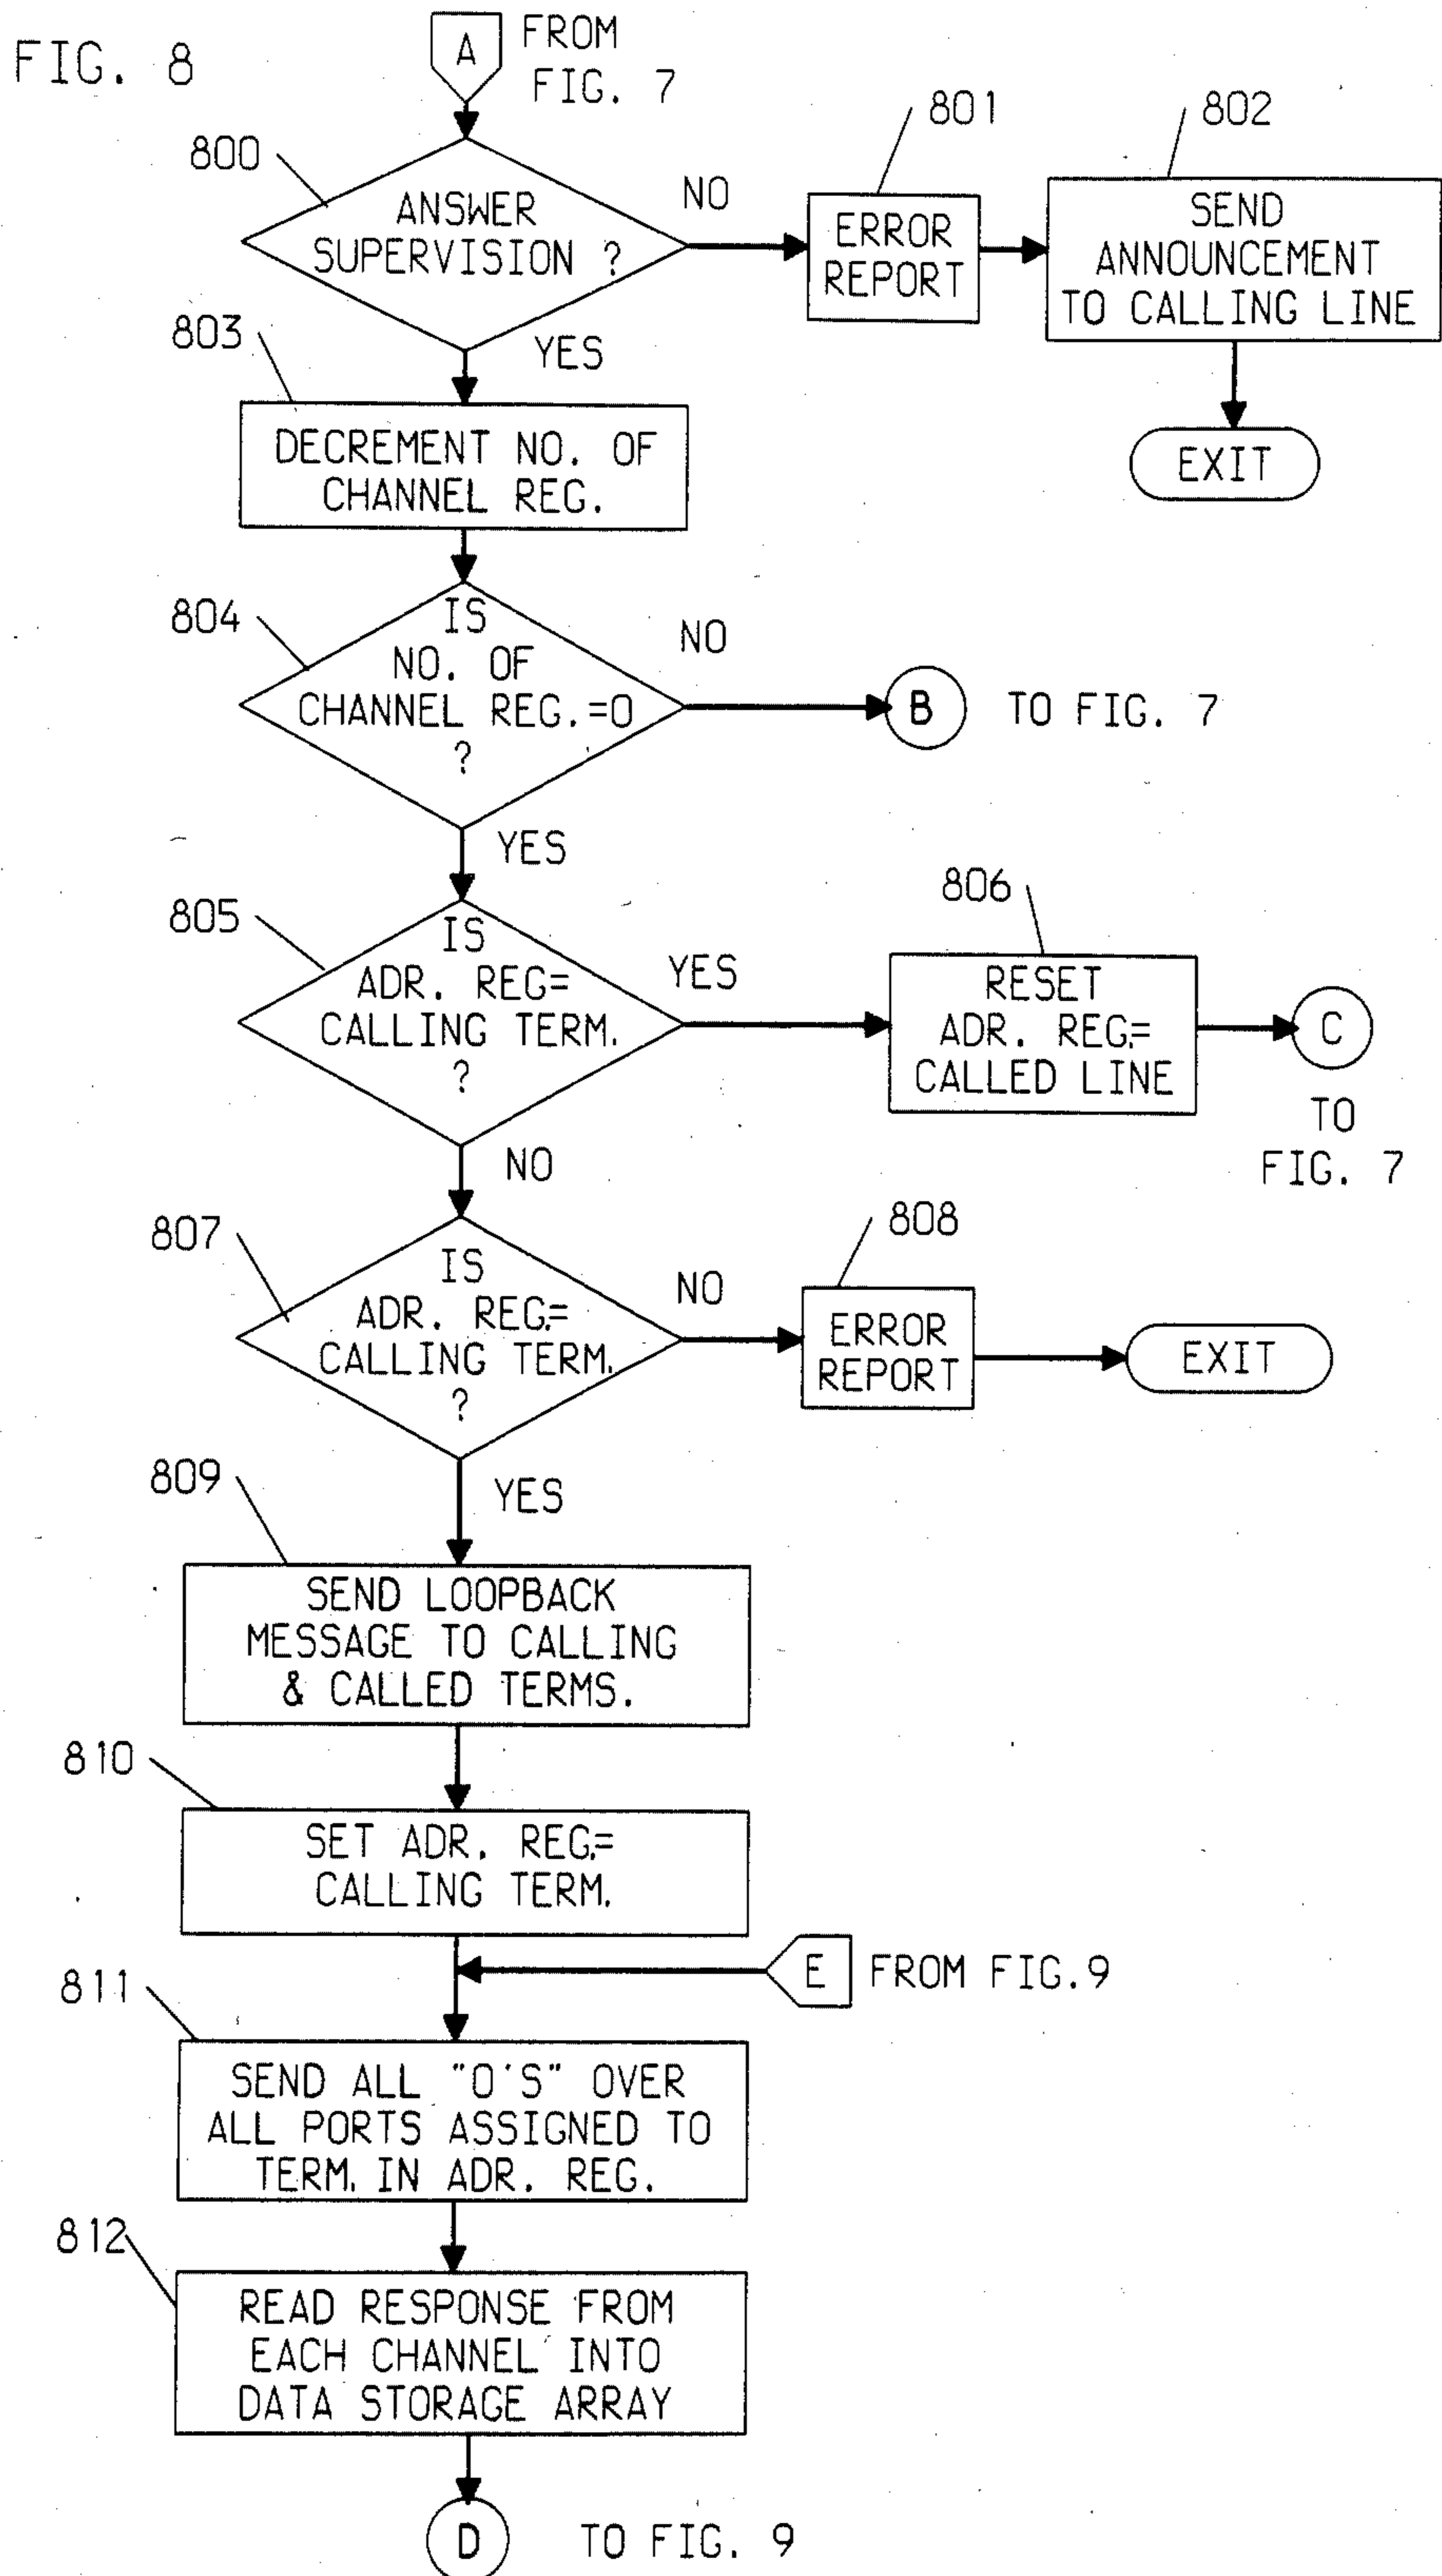 FIG. 8
A
FROM
FIG. 7
800
ANSWER
SUPERVISION ?
NO
801
ERROR
REPORT
802
SEND
ANNOUNCEMENT
TO CALLING LINE
EXIT
YES
803
DECREMENT NO. OF
CHANNEL REG.
804
IS
NO. OF
CHANNEL REG.=0
?
NO
B
TO FIG. 7
YES
805
IS
ADR. REG=
CALLING TERM.
?
YES
806
RESET
ADR. REG.=
CALLED LINE
C
TO
FIG. 7
NO
807
IS
ADR. REG.=
CALLING TERM.
?
NO
808
ERROR
REPORT
EXIT
YES
809
SEND LOOPBACK
MESSAGE TO CALLING
& CALLED TERMS.
810
SET ADR. REG.=
CALLING TERM.
E
FROM FIG.9
811
SEND ALL "0'S" OVER
ALL PORTS ASSIGNED TO
TERM. IN ADR. REG.
812
READ RESPONSE FROM
EACH CHANNEL INTO
DATA STORAGE ARRAY
D
TO FIG. 9